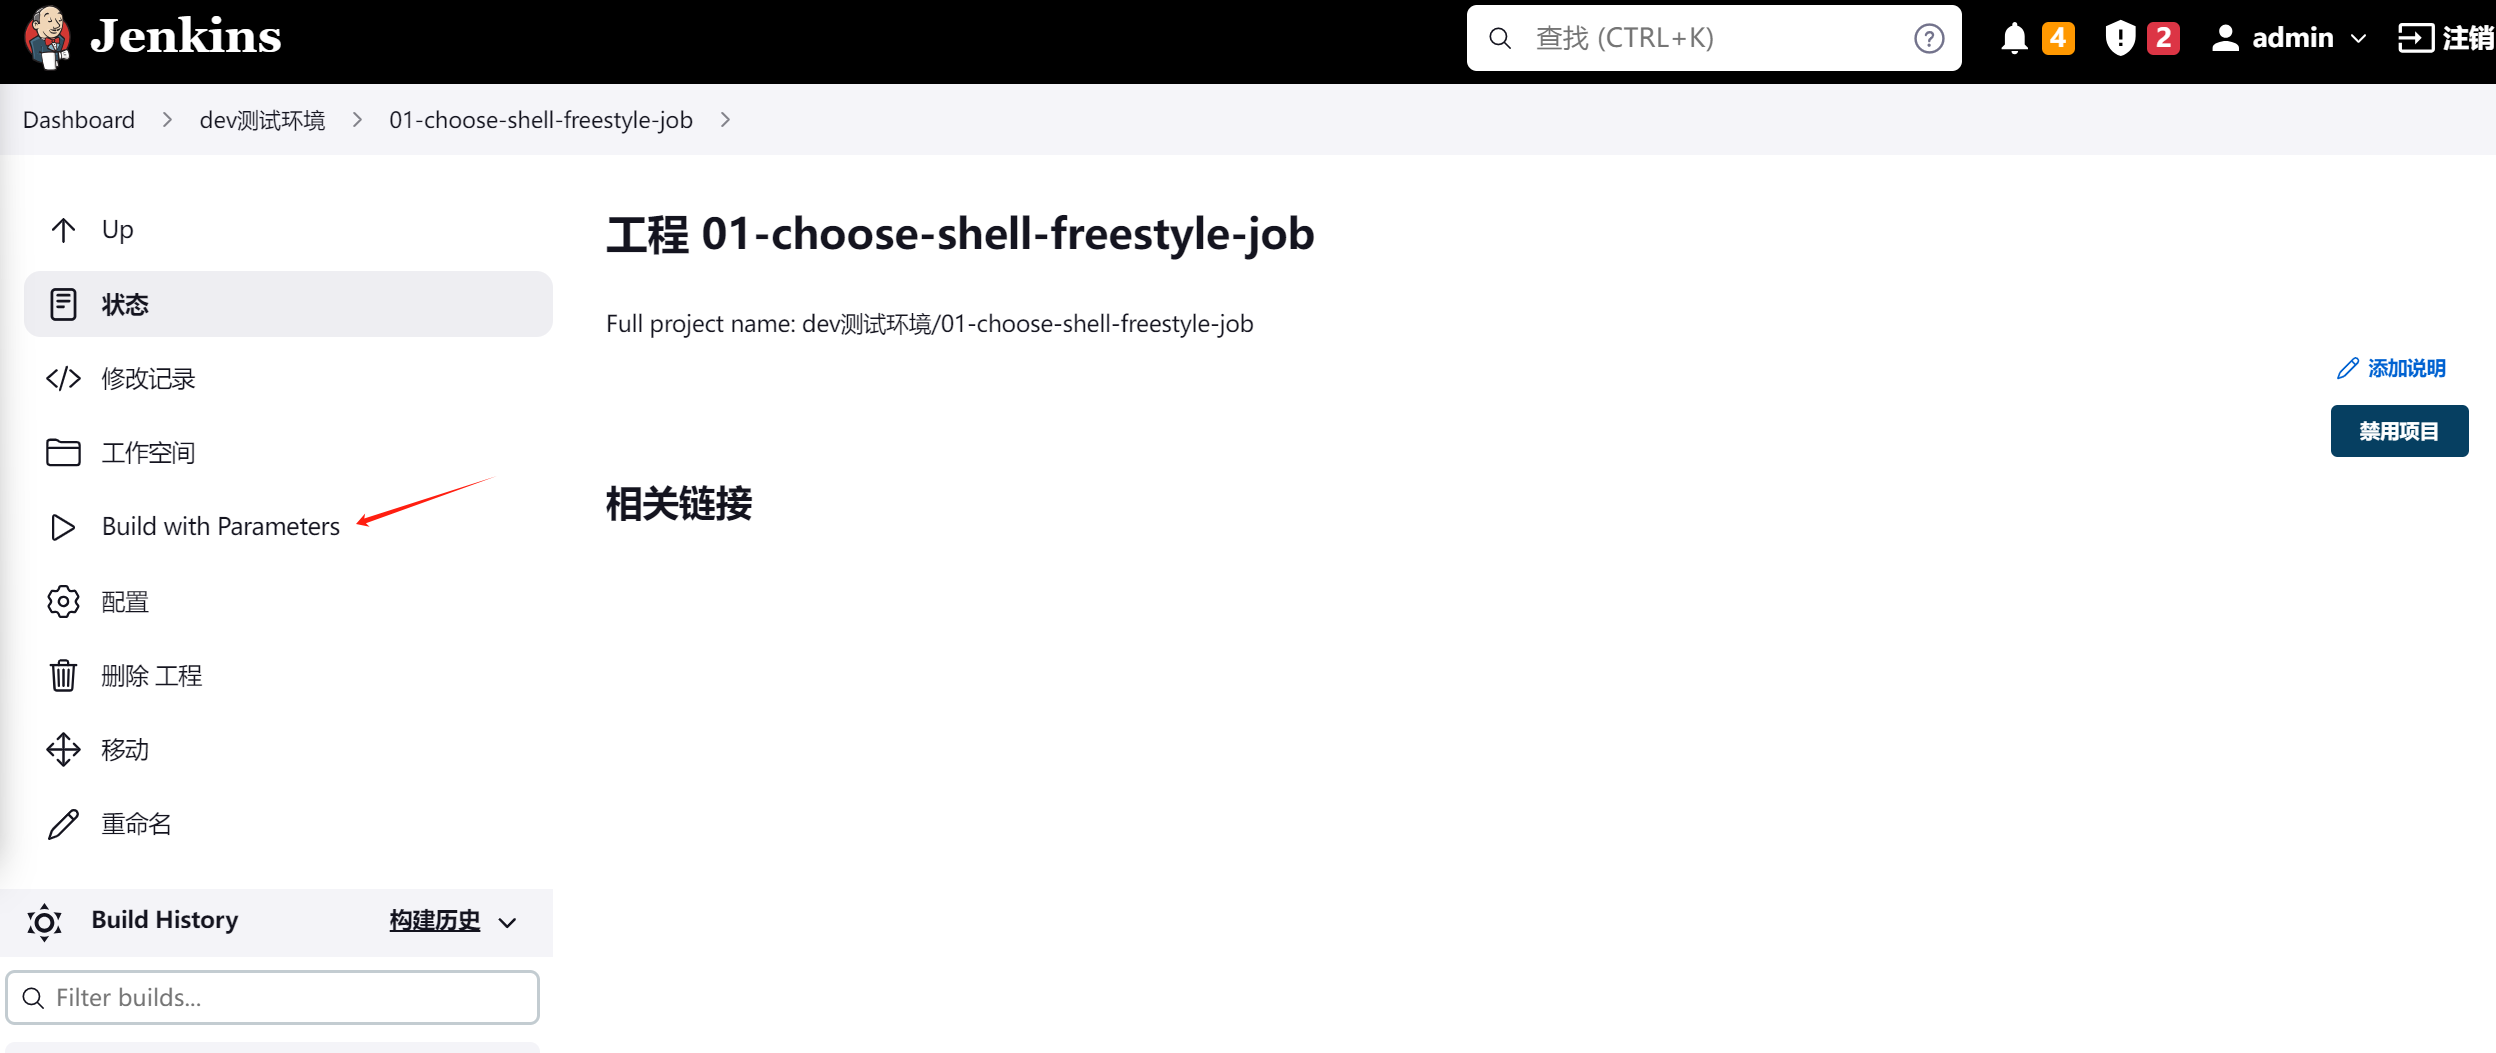 Jenkins
查找 (CTRL+K)
4
2
admin
注销
Dashboard
dev测试环境
01-choose-shell-freestyle-job
Up
状态
修改记录
工作空间
Build with Parameters
配置
删除 工程
移动
重命名
Build History
构建历史
Filter builds...
工程 01-choose-shell-freestyle-job
Full project name: dev测试环境/01-choose-shell-freestyle-job
添加说明
禁用项目
相关链接